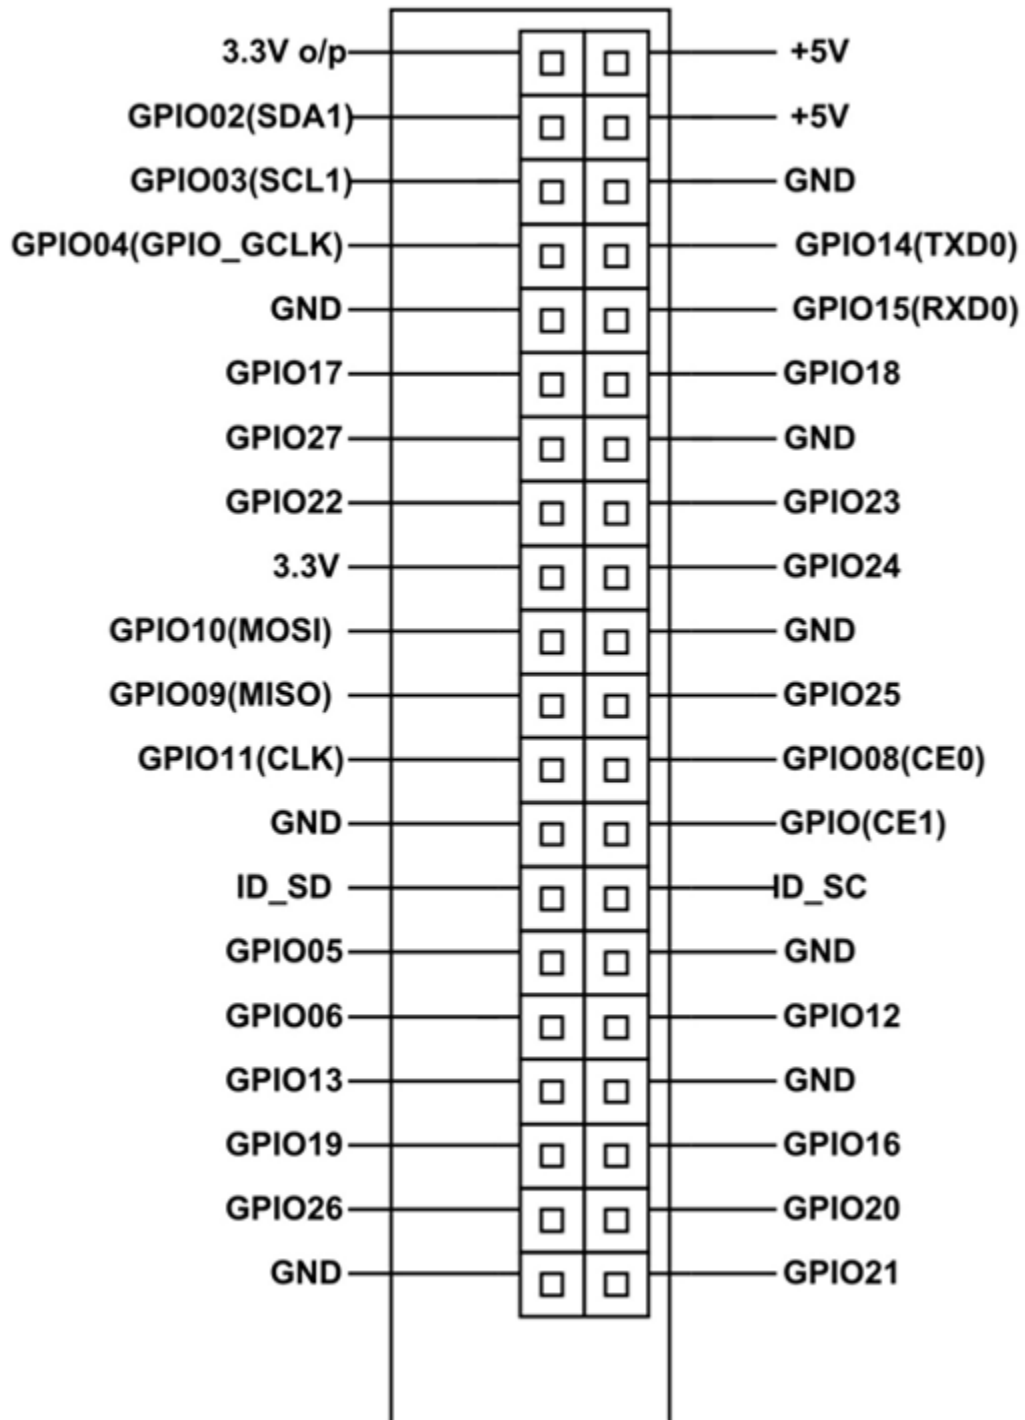 3.3V o/p +5V
GPIO02(SDA1) +5V
GPIO03(SCL1) GND
GPIO04(GPIO_GCLK) GPIO14(TXD0)
GND GPIO15(RXD0)
GPIO17 GPIO18
GPIO27 GND
GPIO22 GPIO23
3.3V GPIO24
GPIO10(MOSI) GND
GPIO09(MISO) GPIO25
GPIO11(CLK) GPIO08(CE0)
GND GPIO(CE1)
ID_SD ID_SC
GPIO05 GND
GPIO06 GPIO12
GPIO13 GND
GPIO19 GPIO16
GPIO26 GPIO20
GND GPIO21